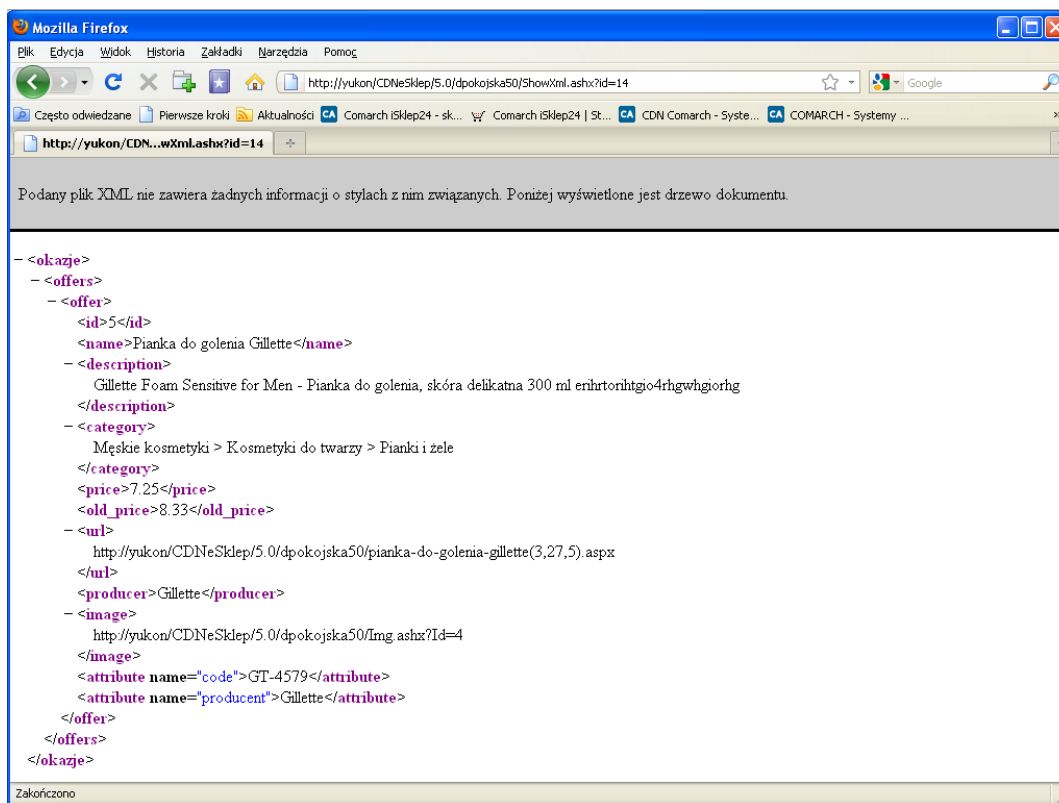 Mozilla Firefox
Plik Edycja Widok Historia Zakładki Narzędzia Pomoc
http://yukon/CDNeSklep/5.0/dpokojska50/ShowXml.ashx?id=14 Google
Często odwiedzane Pierwsze kroki Aktualności CA Comarch iSklep24 - sk... Comarch iSklep24 | St... CA CDN Comarch - Syste... CA COMARCH - Systemy ... »
http://yukon/CDN...wXml.ashx?id=14
Podany plik XML nie zawiera żadnych informacji o stylach z nim związanych. Poniżej wyświetlone jest drzewo dokumentu.
− <okazje>
− <offers>
− <offer>
<id>5</id>
<name>Pianka do golenia Gillette</name>
− <description>
Gillette Foam Sensitive for Men - Pianka do golenia, skóra delikatna 300 ml erihrtorihtgio4rhgwhgiorhg
</description>
− <category>
Męskie kosmetyki > Kosmetyki do twarzy > Pianki i żele
</category>
<price>7.25</price>
<old_price>8.33</old_price>
− <url>
http://yukon/CDNeSklep/5.0/dpokojska50/pianka-do-golenia-gillette(3,27,5).aspx
</url>
<producer>Gillette</producer>
− <image>
http://yukon/CDNeSklep/5.0/dpokojska50/Img.ashx?Id=4
</image>
<attribute name="code">GT-4579</attribute>
<attribute name="producent">Gillette</attribute>
</offer>
</offers>
</okazje>
Zakończono